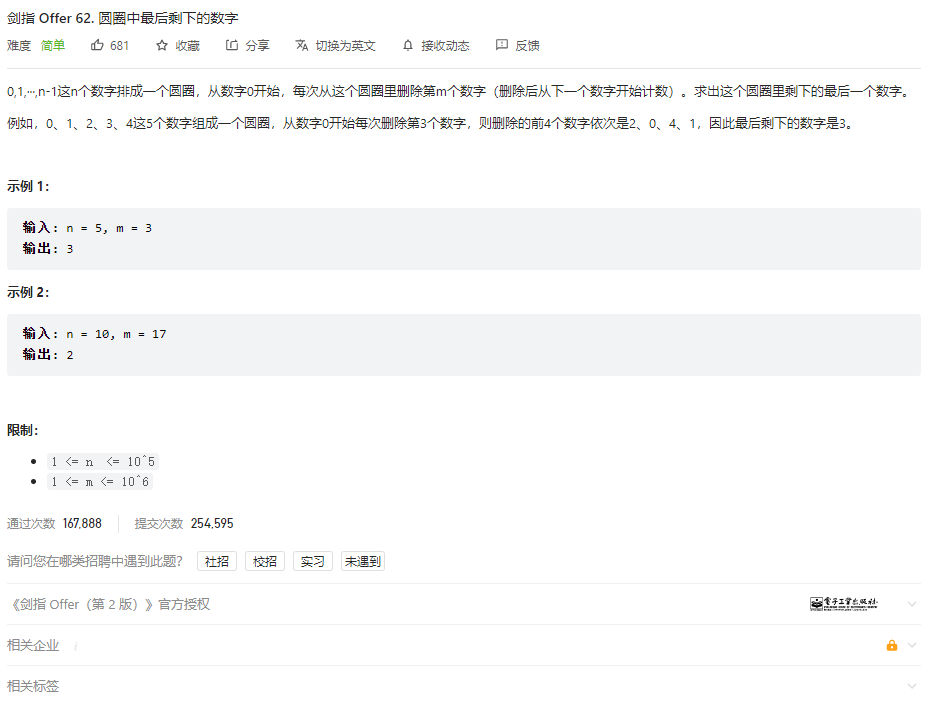 剑指 Offer 62. 圆圈中最后剩下的数字
难度 简单 681 收藏 分享 切换为英文 接收动态 反馈
0,1,···,n-1这n个数字排成一个圆圈，从数字0开始，每次从这个圆圈里删除第m个数字（删除后从下一个数字开始计数）。求出这个圆圈里剩下的最后一个数字。
例如，0、1、2、3、4这5个数字组成一个圆圈，从数字0开始每次删除第3个数字，则删除的前4个数字依次是2、0、4、1，因此最后剩下的数字是3。
示例 1：
输入: n = 5, m = 3
输出: 3
示例 2：
输入: n = 10, m = 17
输出: 2
限制：
1 <= n <= 10^5
1 <= m <= 10^6
通过次数 167,888 提交次数 254,595
请问您在哪类招聘中遇到此题？ 社招 校招 实习 未遇到
《剑指 Offer（第 2 版）》官方授权 电子工业出版社
相关企业 i
相关标签